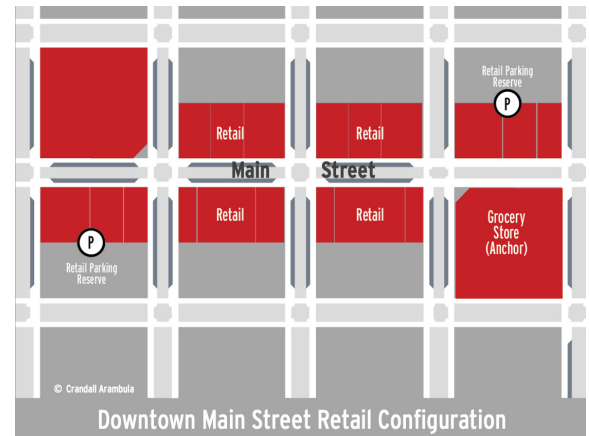 Retail Parking
Reserve
P
Retail
Retail
Main Street
Retail
Retail
Grocery
Store
(Anchor)
P
Retail Parking
Reserve
© Crandall Arambula
Downtown Main Street Retail Configuration